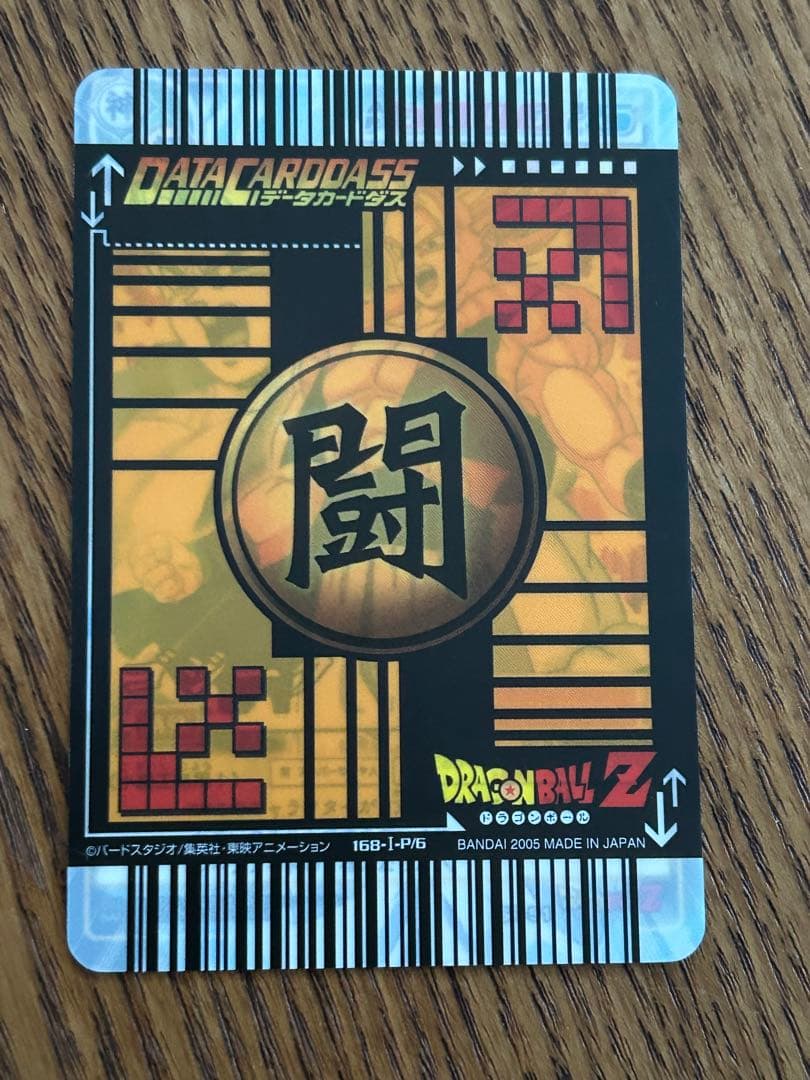 DATA CARDDASS
データカードダス
闘
DRAGON BALL Z
ドラゴンボール
©バードスタジオ/集英社・東映アニメーション 168-I-P/6 BANDAI 2005 MADE IN JAPAN